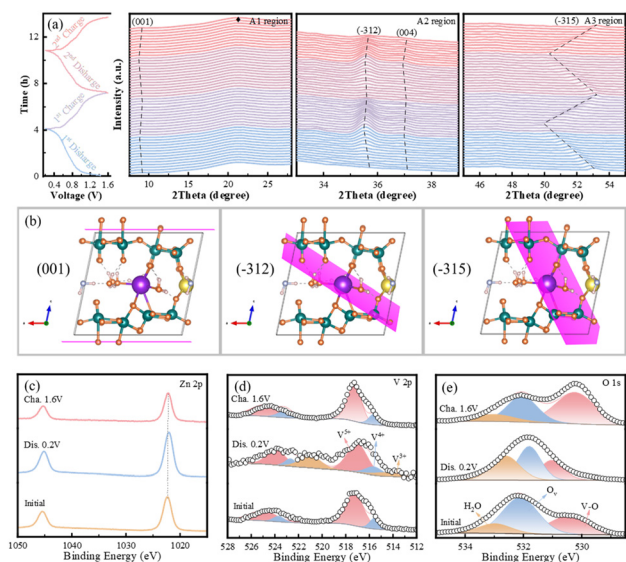 (a)
12
8
4
0
Time (h)
2nd Charge
2nd Disharge
1st Charge
1st Disharge
0.4 0.8 1.2 1.6
Voltage (V)
Intensity (a.u.)
(001)
♦ A1 region
10 15 20 25
2Theta (degree)
A2 region
(-312)
(004)
36 38
2Theta (degree)
(-315) A3 region
46 48 50 52 54
2Theta (degree)
(b)
(001)
(-312)
(-315)
(c)
Zn 2p
Cha. 1.6V
Dis. 0.2V
Initial
1050 1040 1030 1020
Binding Energy (eV)
(d)
V 2p
Cha. 1.6V
Dis. 0.2V
V5+
V4+
V3+
Initial
528 526 524 522 520 518 516 514 512
Binding Energy (eV)
(e)
O 1s
Cha. 1.6V
Dis. 0.2V
H2O
Ov
V-O
Initial
534 532 530
Binding Energy (eV)